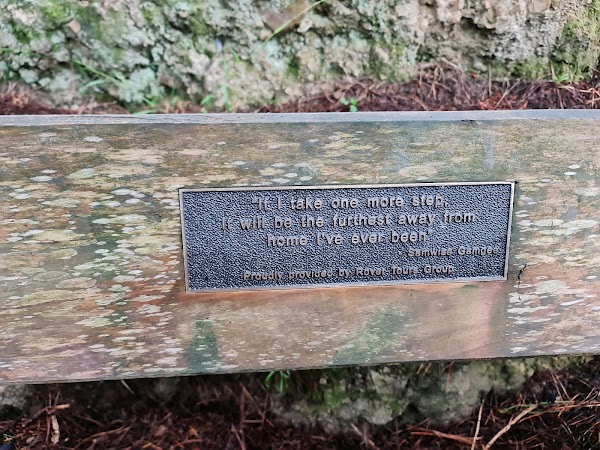 "If I take one more step,
it will be the furthest away from
home I've ever been"
Samwise Gamgee
Proudly provided by Royal Tours Group